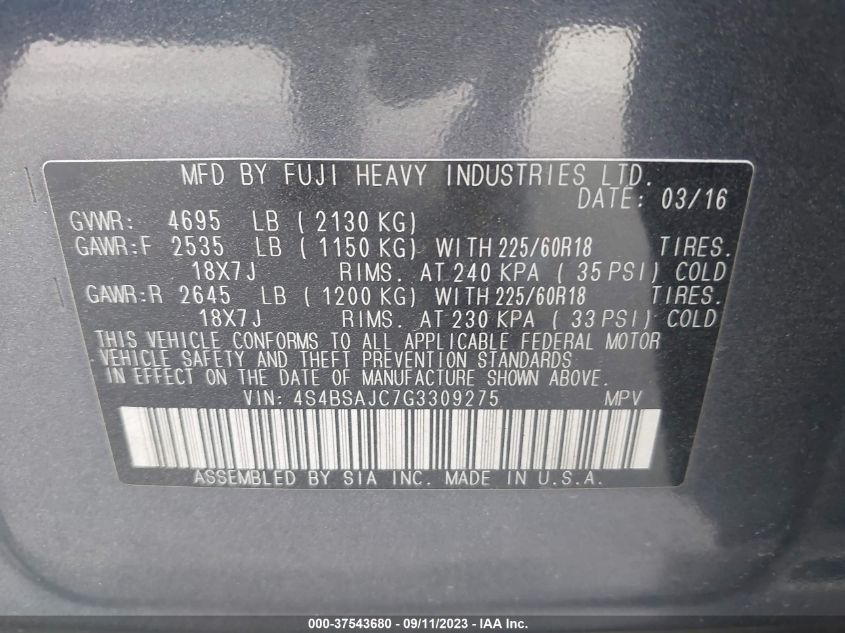 MFD BY FUJI HEAVY INDUSTRIES LTD.
DATE: 03/16
GVWR: 4695 LB ( 2130 KG)
GAWR:F 2535 LB ( 1150 KG) WITH 225/60R18 TIRES.
18X7J RIMS. AT 240 KPA ( 35 PSI) COLD
GAWR:R 2645 LB ( 1200 KG) WITH 225/60R18 TIRES.
18X7J RIMS. AT 230 KPA ( 33 PSI) COLD
THIS VEHICLE CONFORMS TO ALL APPLICABLE FEDERAL MOTOR
VEHICLE SAFETY AND THEFT PREVENTION STANDARDS
IN EFFECT ON THE DATE OF MANUFACTURE SHOWN ABOVE.
VIN: 4S4BSAJC7G3309275 MPV
ASSEMBLED BY SIA INC. MADE IN U.S.A.
000-37543680 - 09/11/2023 - IAA Inc.